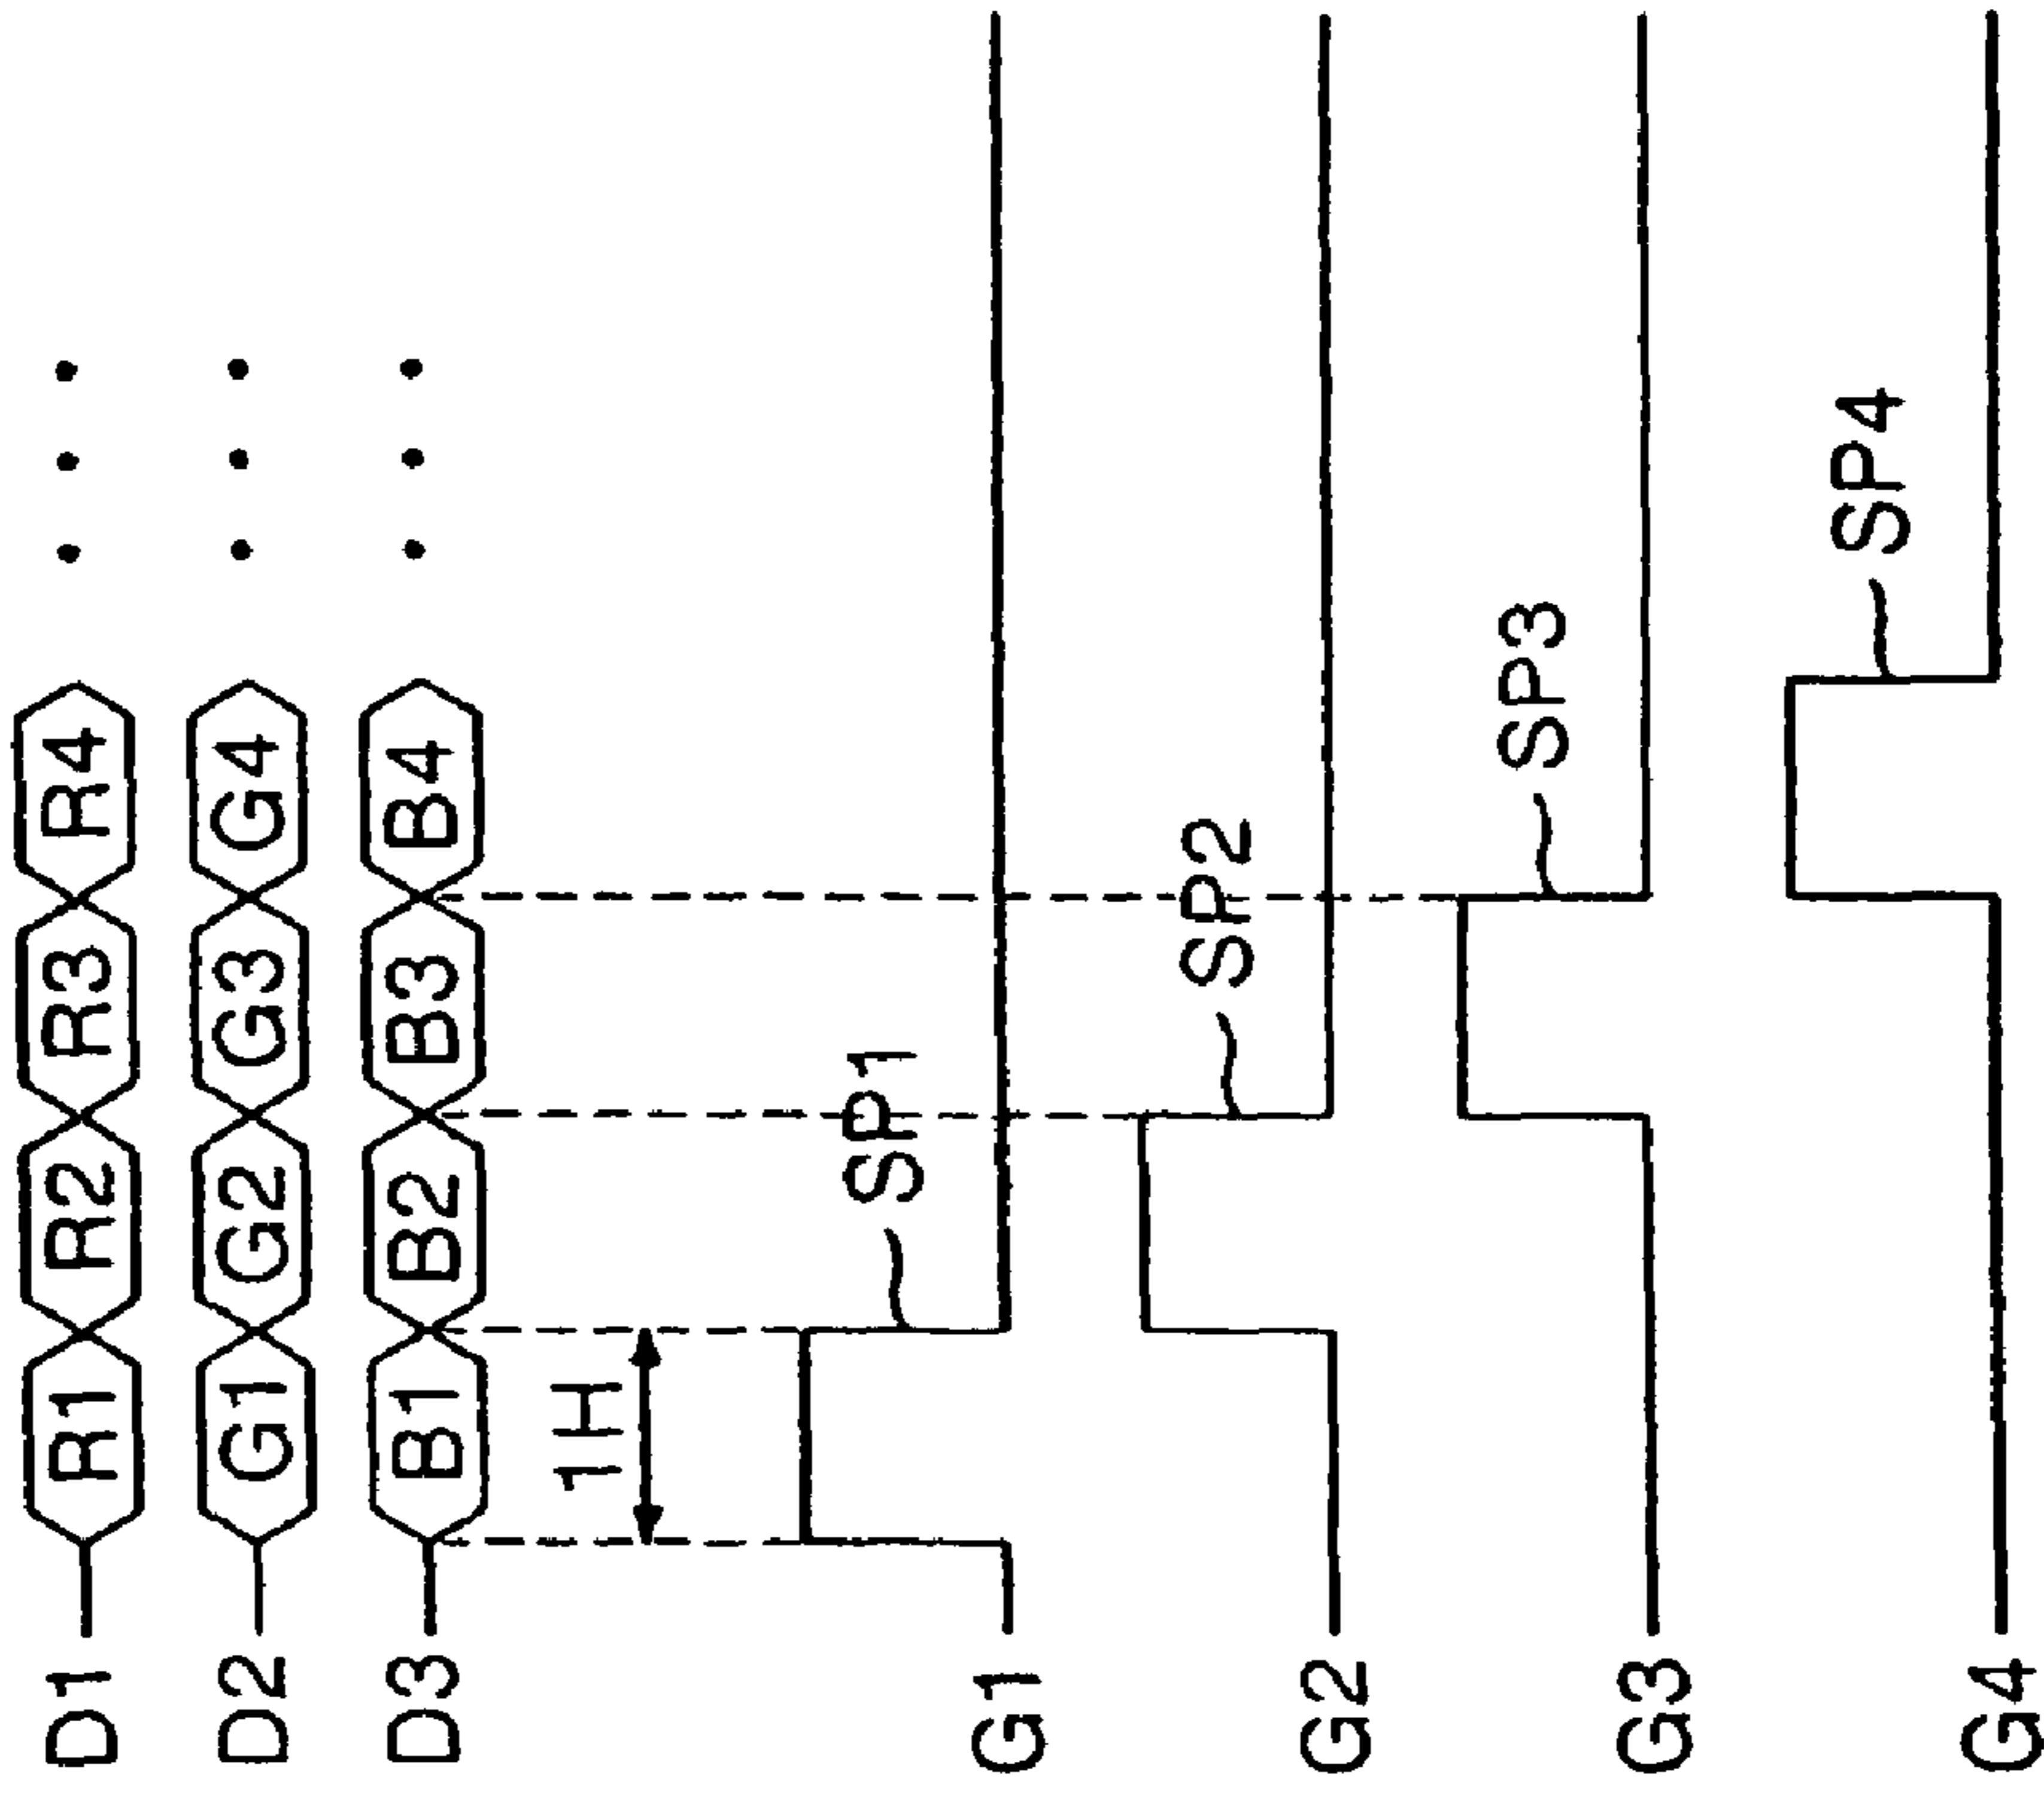 D1 R1 R2 R3 R4
D2 G1 G2 G3 G4
D3 B1 B2 B3 B4
1H
G1 SP1
G2 SP2
G3 SP3
G4 SP4